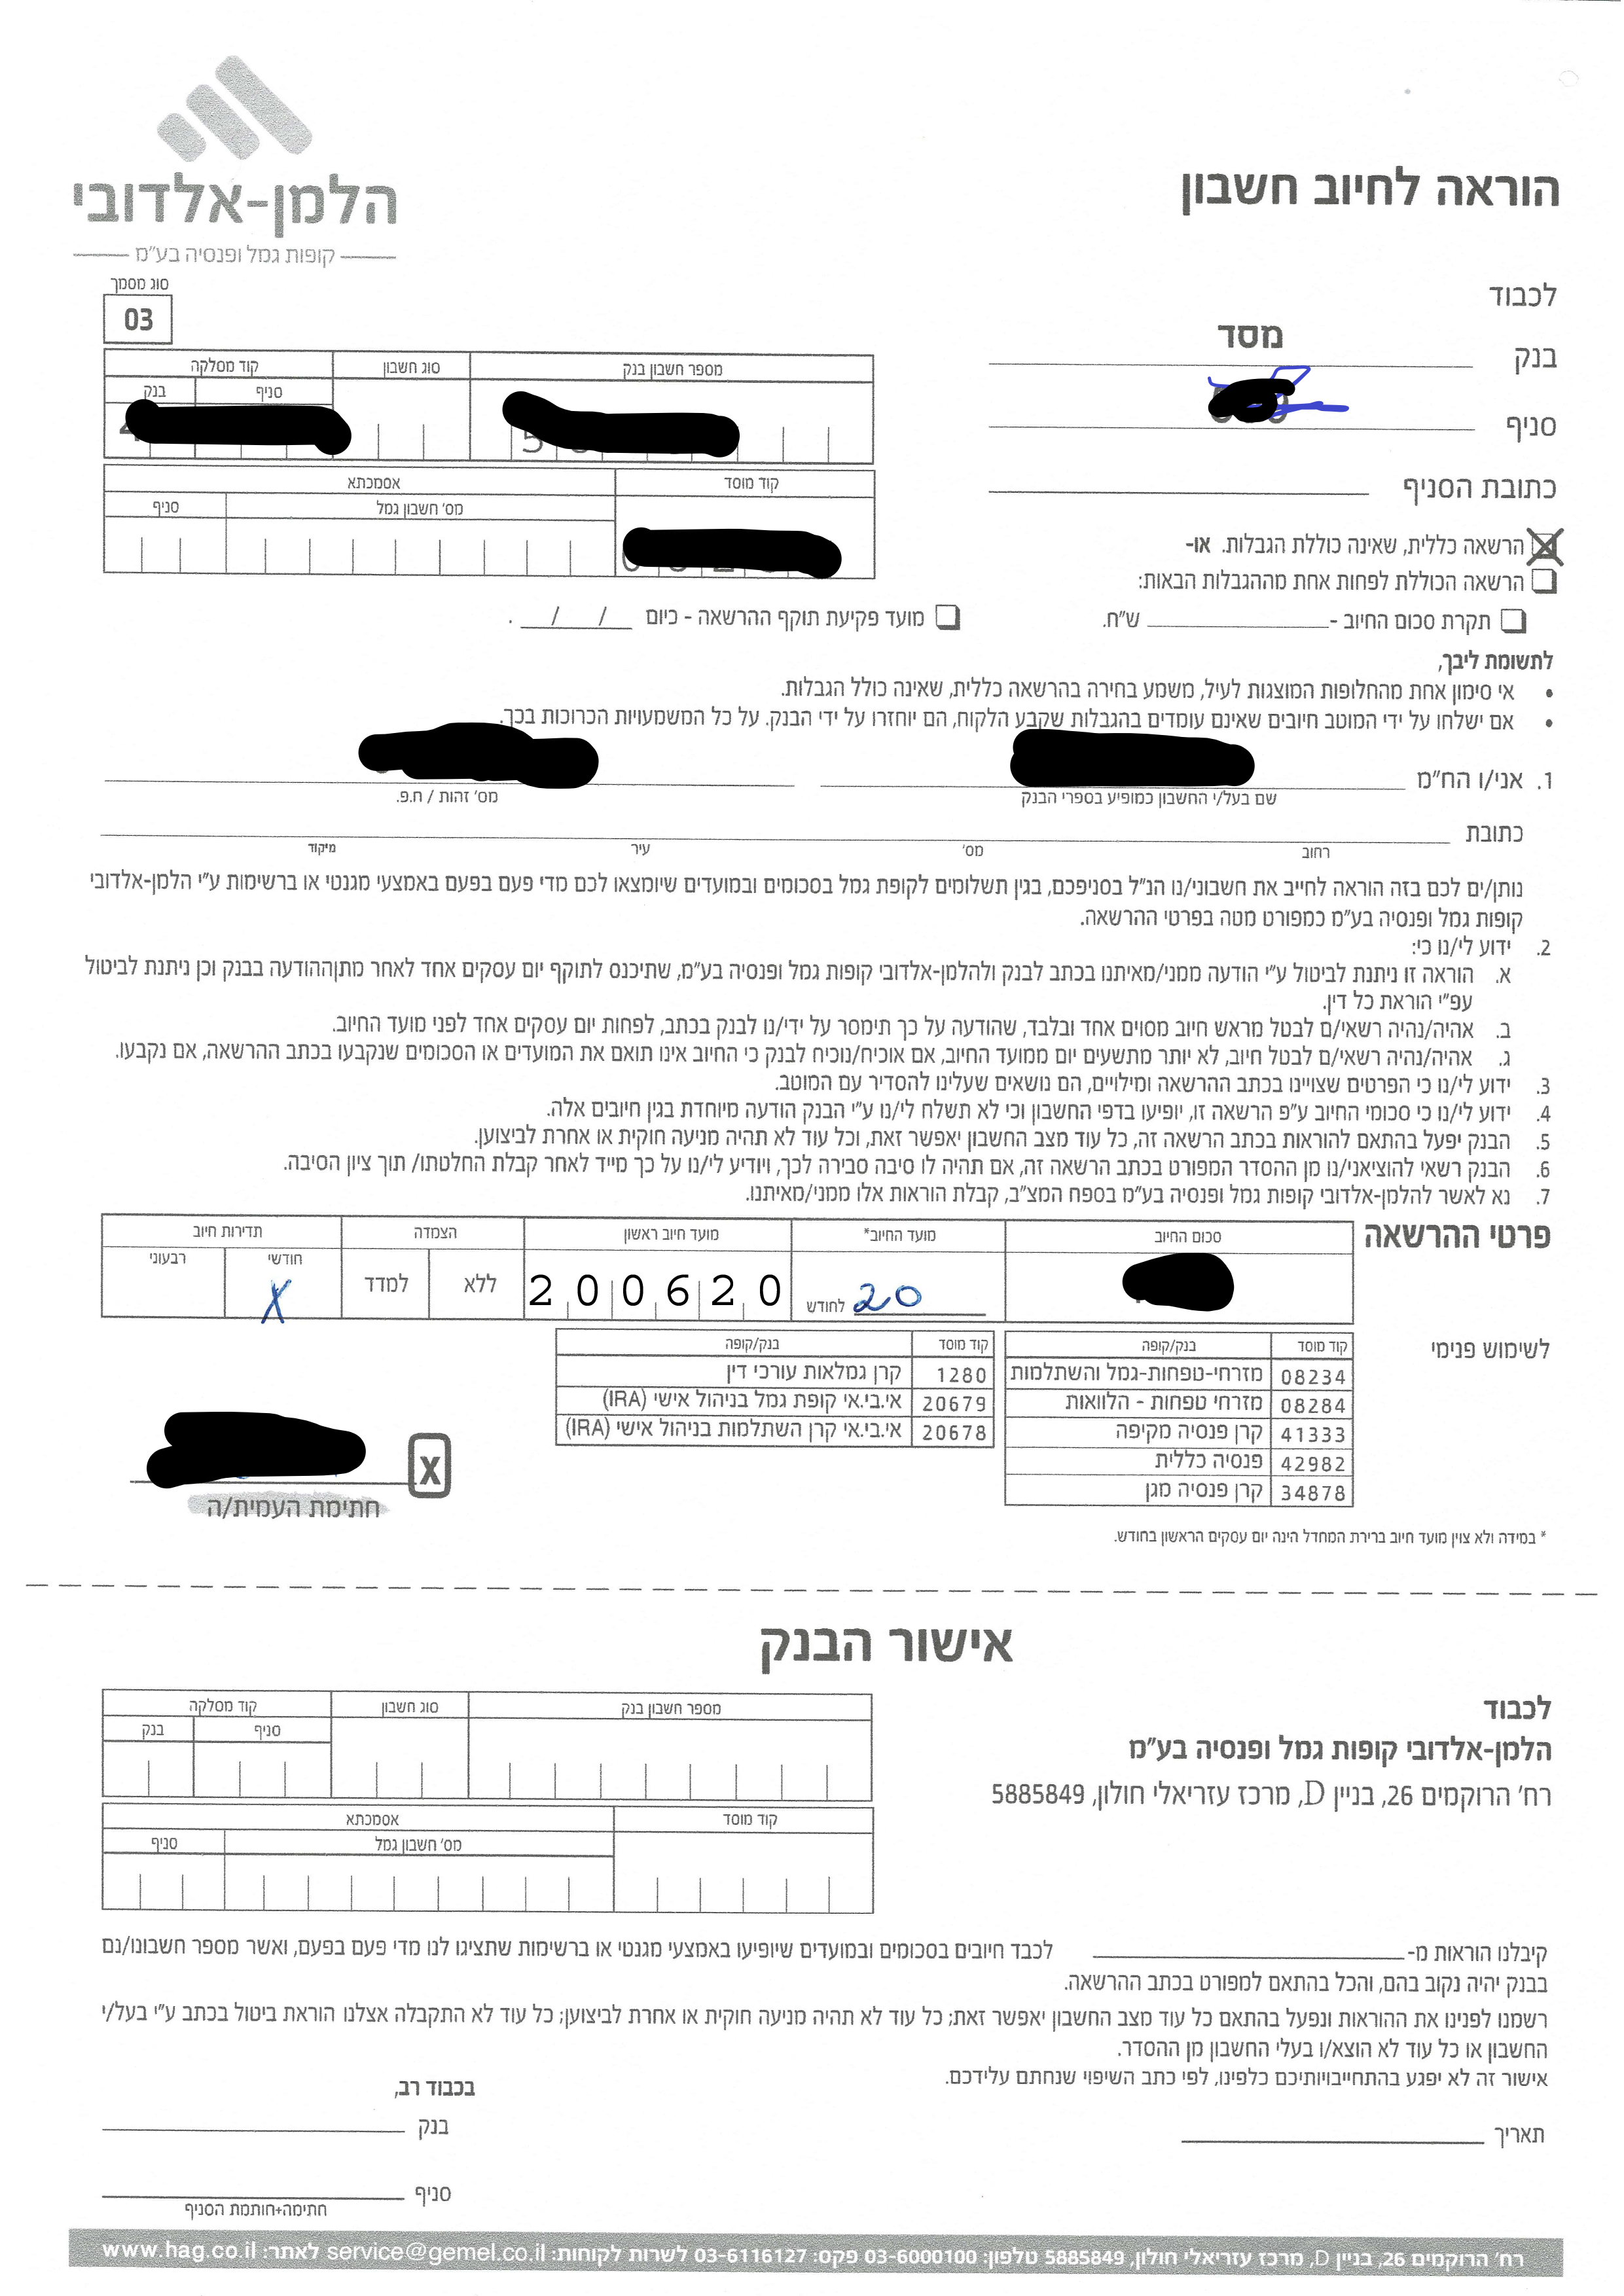 הלמן-אלדובי
קופות גמל ופנסיה בע"מ
הוראה לחיוב חשבון
סוג מסמך
03
לכבוד
בנק מסד
סניף
כתובת הסניף
מספר חשבון בנק סוג חשבון קוד מסלקה
סניף בנק
קוד מוסד אסמכתא
מס' חשבון גמל סניף
הרשאה כללית, שאינה כוללת הגבלות. או-
הרשאה הכוללת לפחות אחת מההגבלות הבאות:
תקרת סכום החיוב - ש"ח. מועד פקיעת תוקף ההרשאה - כיום / / .
לתשומת ליבך,
• אי סימון אחת מהחלופות המוצגות לעיל, משמע בחירה בהרשאה כללית, שאינה כולל הגבלות.
• אם ישלחו על ידי המוטב חיובים שאינם עומדים בהגבלות שקבע הלקוח, הם יוחזרו על ידי הבנק. על כל המשמעויות הכרוכות בכך.
1. אני/ו הח"מ
שם בעל/י החשבון כמופיע בספרי הבנק מס' זהות / ח.פ.
כתובת
רחוב מס' עיר מיקוד
נותן/ים לכם בזה הוראה לחייב את חשבוני/נו הנ"ל בסניפכם, בגין תשלומים לקופת גמל בסכומים ובמועדים שיומצאו לכם מדי פעם בפעם באמצעי מגנטי או ברשימות ע"י הלמן-אלדובי
קופות גמל ופנסיה בע"מ כמפורט מטה בפרטי ההרשאה.
2. ידוע לי/נו כי:
א. הוראה זו ניתנת לביטול ע"י הודעה ממני/מאיתנו בכתב לבנק ולהלמן-אלדובי קופות גמל ופנסיה בע"מ, שתיכנס לתוקף יום עסקים אחד לאחר מתןההודעה בבנק וכן ניתנת לביטול
עפ"י הוראת כל דין.
ב. אהיה/נהיה רשאי/ם לבטל מראש חיוב מסוים אחד ובלבד, שהודעה על כך תימסר על ידי/נו לבנק בכתב, לפחות יום עסקים אחד לפני מועד החיוב.
ג. אהיה/נהיה רשאי/ם לבטל חיוב, לא יותר מתשעים יום ממועד החיוב, אם אוכיח/נוכיח לבנק כי החיוב אינו תואם את המועדים או הסכומים שנקבעו בכתב ההרשאה, אם נקבעו.
3. ידוע לי/נו כי הפרטים שצויינו בכתב ההרשאה ומילויים, הם נושאים שעלינו להסדיר עם המוטב.
4. ידוע לי/נו כי סכומי החיוב ע"פ הרשאה זו, יופיעו בדפי החשבון וכי לא תשלח לי/נו ע"י הבנק הודעה מיוחדת בגין חיובים אלה.
5. הבנק יפעל בהתאם להוראות בכתב הרשאה זה, כל עוד מצב החשבון יאפשר זאת, וכל עוד לא תהיה מניעה חוקית או אחרת לביצוען.
6. הבנק רשאי להוציאני/נו מן ההסדר המפורט בכתב הרשאה זה, אם תהיה לו סיבה סבירה לכך, ויודיע לי/נו על כך מייד לאחר קבלת החלטתו/ תוך ציון הסיבה.
7. נא לאשר להלמן-אלדובי קופות גמל ופנסיה בע"מ בספח המצ"ב, קבלת הוראות אלו ממני/מאיתנו.
פרטי ההרשאה
סכום החיוב מועד החיוב* מועד חיוב ראשון הצמדה תדירות חיוב
20 לחודש 200620 ללא למדד חודשי X רבעוני
לשימוש פנימי
קוד מוסד בנק/קופה קוד מוסד בנק/קופה
08234 מזרחי-טפחות-גמל והשתלמות 1280 קרן גמלאות עורכי דין
08284 מזרחי טפחות - הלוואות 20679 אי.בי.אי קופת גמל בניהול אישי (IRA)
41333 קרן פנסיה מקיפה 20678 אי.בי.אי קרן השתלמות בניהול אישי (IRA)
42982 פנסיה כללית
34878 קרן פנסיה מגן
X
חתימת העמית/ה
* במידה ולא צוין מועד חיוב ברירת המחדל הינה יום עסקים הראשון בחודש.
אישור הבנק
לכבוד
הלמן-אלדובי קופות גמל ופנסיה בע"מ
רח' הרוקמים 26, בניין D, מרכז עזריאלי חולון, 5885849
מספר חשבון בנק סוג חשבון קוד מסלקה
סניף בנק
קוד מוסד אסמכתא
מס' חשבון גמל סניף
קיבלנו הוראות מ- לכבד חיובים בסכומים ובמועדים שיופיעו באמצעי מגנטי או ברשימות שתציגו לנו מדי פעם בפעם, ואשר מספר חשבונו/נם
בבנק יהיה נקוב בהם, והכל בהתאם למפורט בכתב ההרשאה.
רשמנו לפנינו את ההוראות ונפעל בהתאם כל עוד מצב החשבון יאפשר זאת; כל עוד לא תהיה מניעה חוקית או אחרת לביצוען; כל עוד לא התקבלה אצלנו הוראת ביטול בכתב ע"י בעל/י
החשבון או כל עוד לא הוצא/ו בעלי החשבון מן ההסדר.
אישור זה לא יפגע בהתחייבויותיכם כלפינו, לפי כתב השיפוי שנחתם עלידכם.
בכבוד רב,
תאריך בנק
סניף
חתימה+חותמת הסניף
רח' הרוקמים 26, בניין D, מרכז עזריאלי חולון, 5885849 טלפון: 03-6000100 פקס: 03-6116127 לשרות לקוחות: service@gemel.co.il לאתר: www.hag.co.il